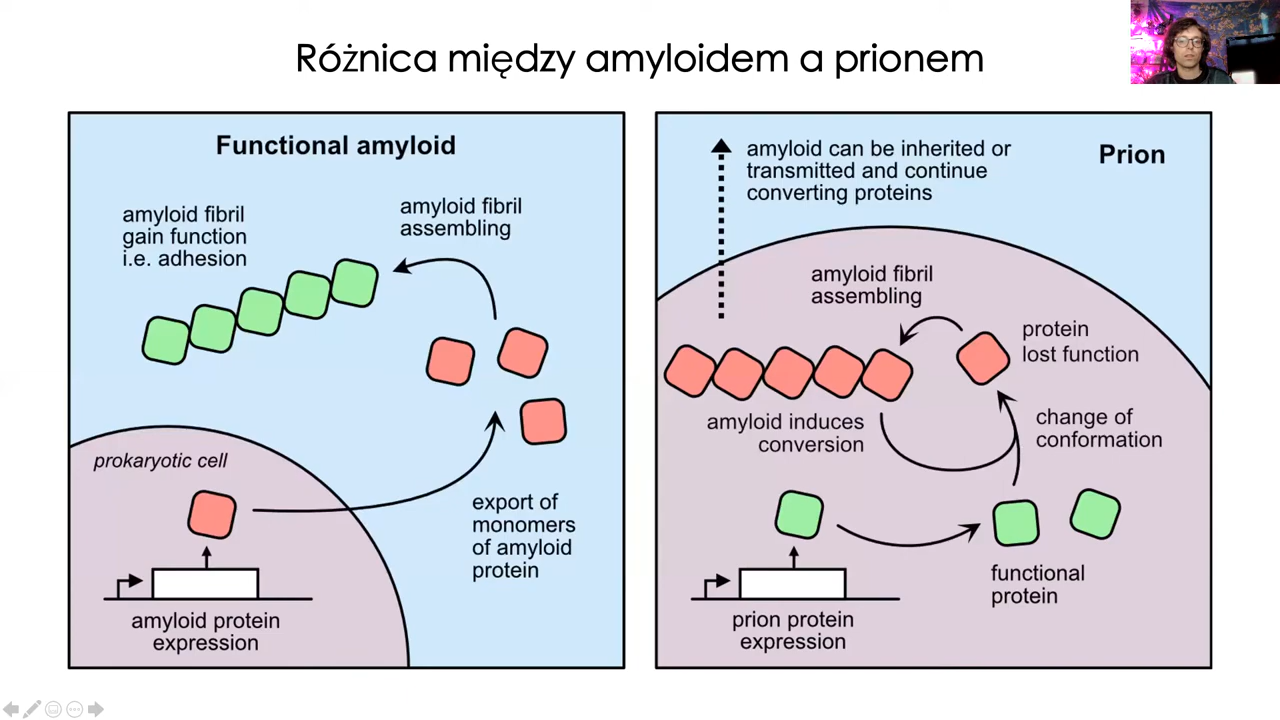 Różnica między amyloidem a prionem
Functional amyloid
amyloid fibril
gain function
i.e. adhesion
amyloid fibril
assembling
prokaryotic cell
export of
monomers
of amyloid
protein
amyloid protein
expression
Prion
amyloid can be inherited or
transmitted and continue
converting proteins
amyloid fibril
assembling
protein
lost function
amyloid induces
conversion
change of
conformation
functional
protein
prion protein
expression